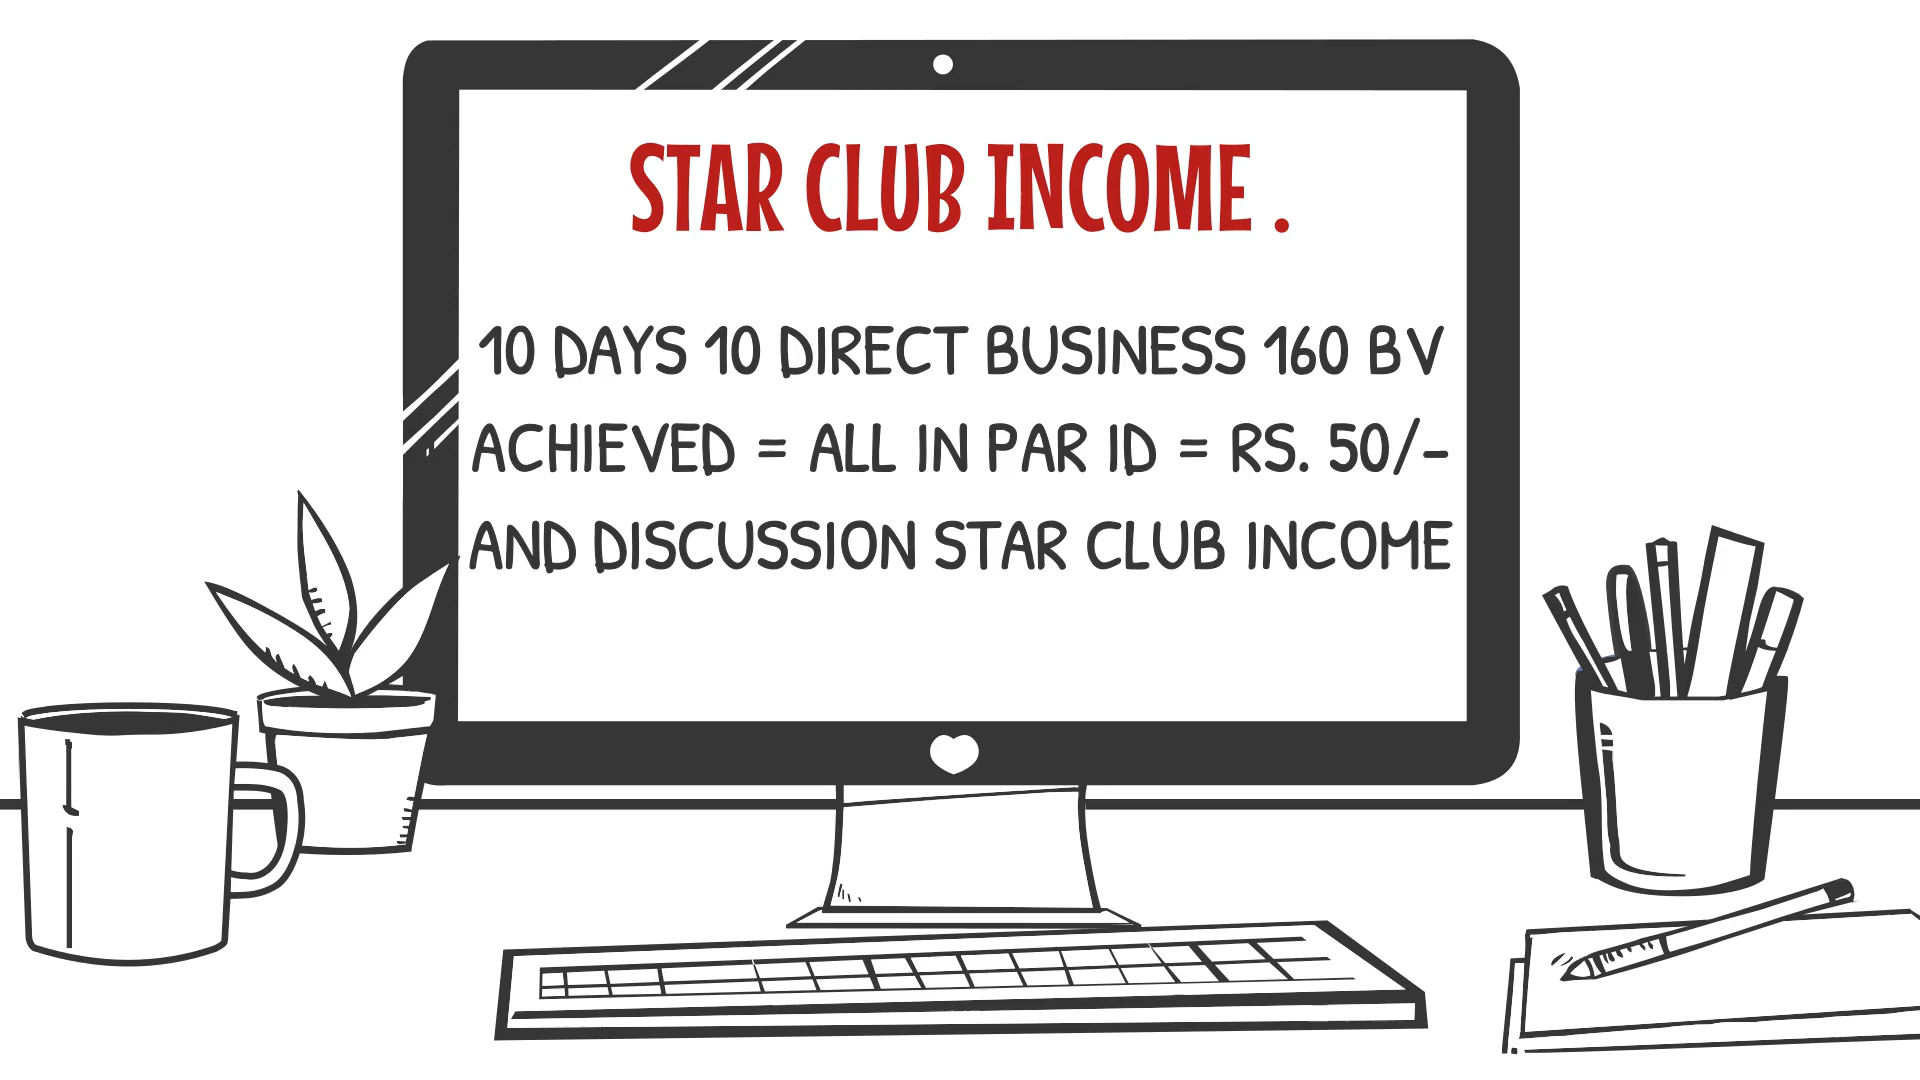 STAR CLUB INCOME .
10 DAYS 10 DIRECT BUSINESS 160 BV
ACHIEVED = ALL IN PAR ID = RS. 50/-
AND DISCUSSION STAR CLUB INCOME